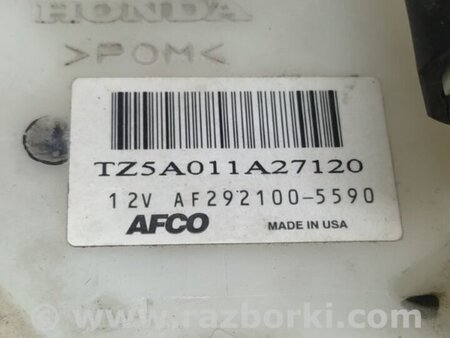 HONDA
>POM<
TZ5A011A27120
12V AF292100-5590
AFCO MADE IN USA
www.razborki.com